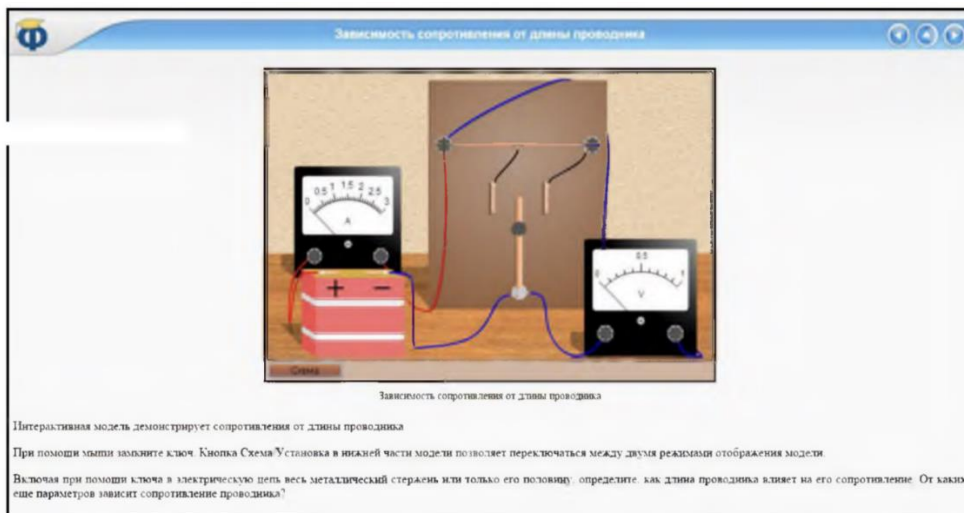 Ф
Зависимость сопротивления от длины проводника
0 0.5 1 1.5 2 2.5 3
A
0 0.5 1
V
+ −
Схема
Зависимость сопротивления от длины проводника
Интерактивная модель демонстрирует сопротивления от длины проводника
При помощи мыши замкните ключ. Кнопка Схема/Установка в нижней части модели позволяет переключаться между двумя режимами отображения модели.
Включая при помощи ключа в электрическую цепь весь металлический стержень или только его половину, определите, как длина проводника влияет на его сопротивление. От каких
еще параметров зависит сопротивление проводника?